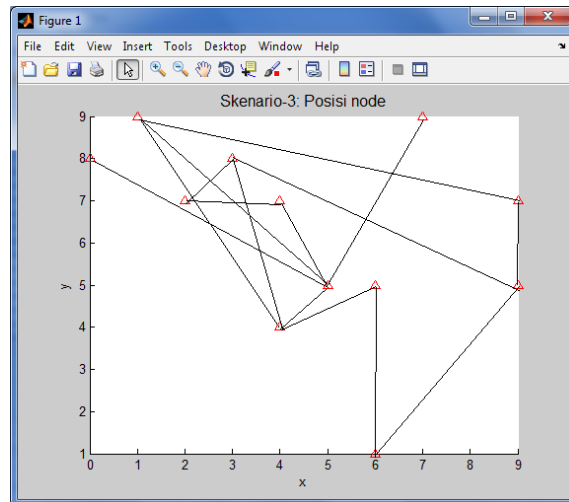 Figure 1
File Edit View Insert Tools Desktop Window Help
Skenario-3: Posisi node
9
8
7
6
5
4
3
2
1
y
0 1 2 3 4 5 6 7 8 9
x